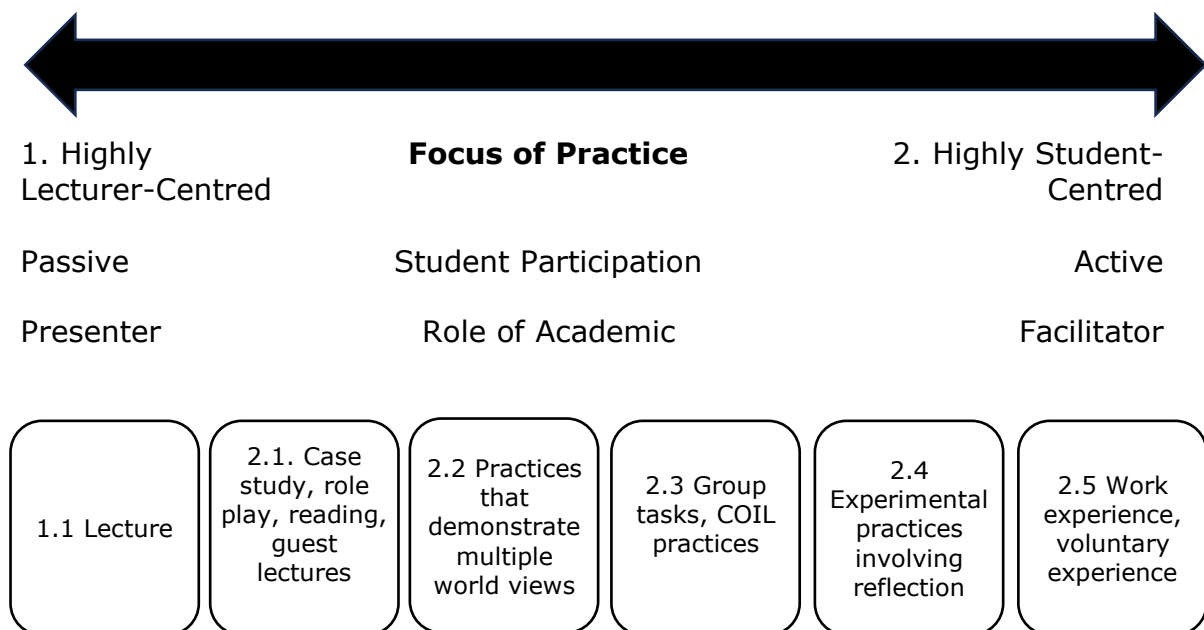 1. Highly
Lecturer-Centred
Focus of Practice
2. Highly Student-
Centred
Passive
Student Participation
Active
Presenter
Role of Academic
Facilitator
1.1 Lecture
2.1. Case
study, role
play, reading,
guest
lectures
2.2 Practices
that
demonstrate
multiple
world views
2.3 Group
tasks, COIL
practices
2.4
Experimental
practices
involving
reflection
2.5 Work
experience,
voluntary
experience